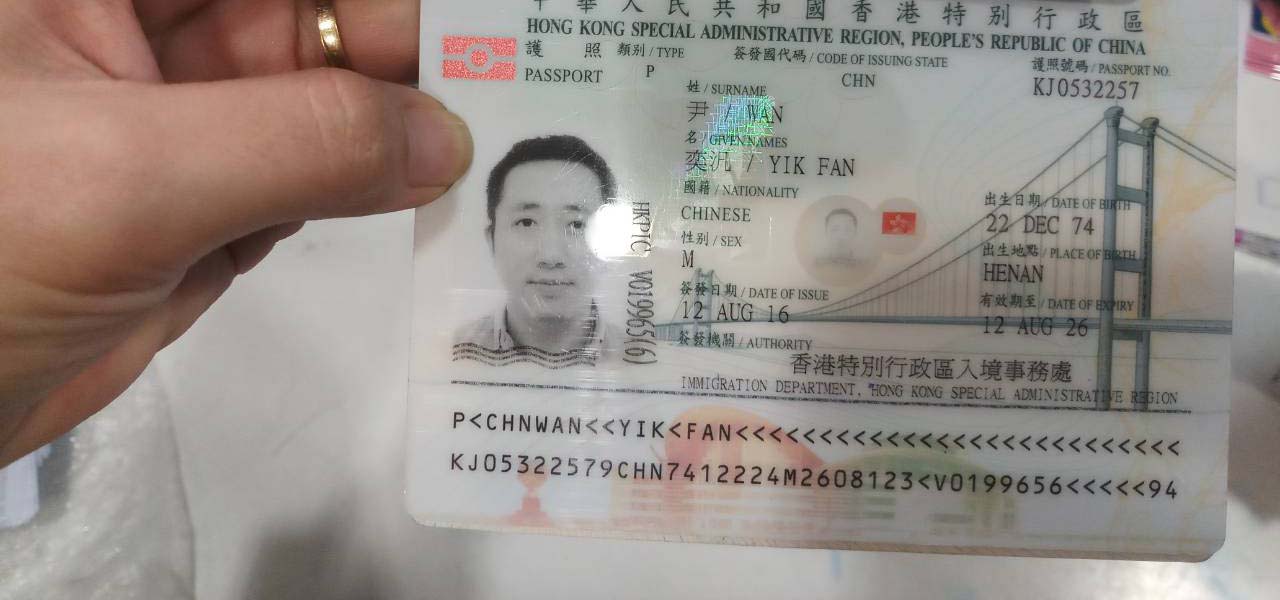 中華人民共和國香港特別行政區
HONG KONG SPECIAL ADMINISTRATIVE REGION, PEOPLE'S REPUBLIC OF CHINA
護照 類別 / TYPE 簽發國代碼 / CODE OF ISSUING STATE 護照號碼 / PASSPORT NO.
PASSPORT P CHN KJ0532257
姓 / SURNAME
尹 / WAN
名 / GIVEN NAMES
奕汎 / YIK FAN
國籍 / NATIONALITY 出生日期 / DATE OF BIRTH
CHINESE 22 DEC 74
性別 / SEX 出生地點 / PLACE OF BIRTH
M HENAN
簽發日期 / DATE OF ISSUE 有效期至 / DATE OF EXPIRY
12 AUG 16 12 AUG 26
簽發機關 / AUTHORITY
香港特別行政區入境事務處
IMMIGRATION DEPARTMENT, HONG KONG SPECIAL ADMINISTRATIVE REGION
HKPIC V019965(6)
P<CHNWAN<<YIK<FAN<<<<<<<<<<<<<<<<<<<<<<<<<<<
KJ05322579CHN7412224M2608123<V0199656<<<<<94